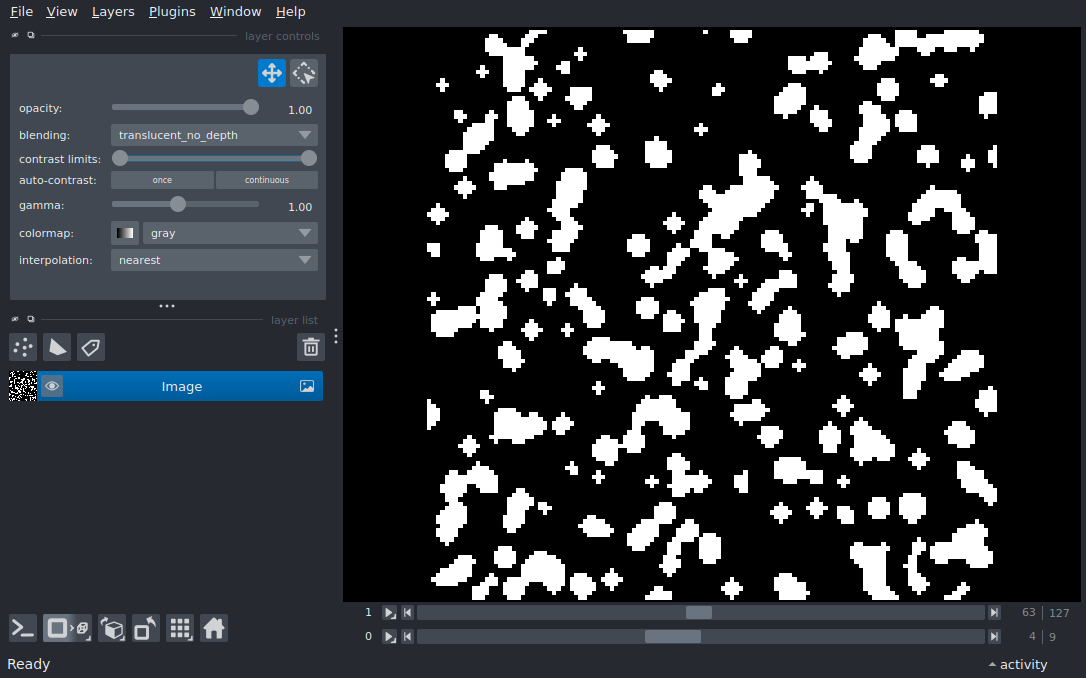 File View Layers Plugins Window Help
layer controls
opacity: 1.00
blending: translucent_no_depth
contrast limits:
auto-contrast: once continuous
gamma: 1.00
colormap: gray
interpolation: nearest
layer list
Image
1 63 127
0 4 9
Ready activity